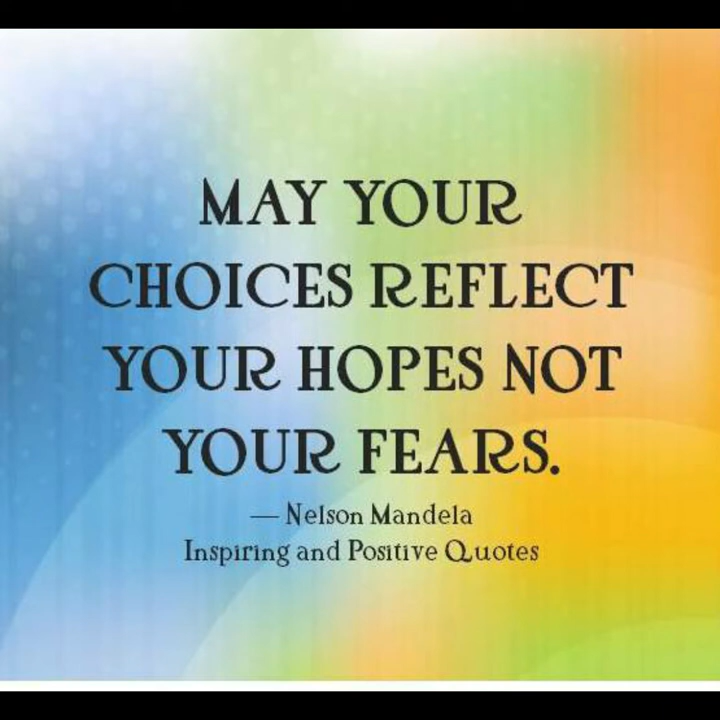 MAY YOUR
CHOICES REFLECT
YOUR HOPES NOT
YOUR FEARS.
— Nelson Mandela
Inspiring and Positive Quotes